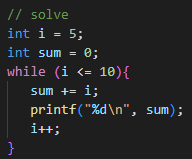 // solve
int i = 5;
int sum = 0;
while (i <= 10){
   sum += i;
   printf("%d\n", sum);
   i++;
}